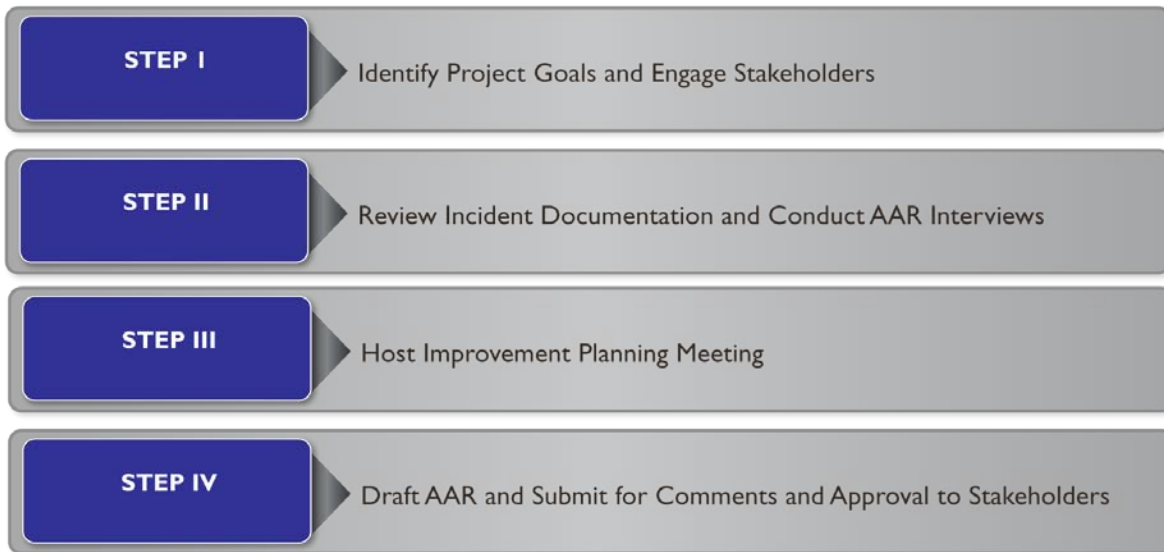 STEP I
Identify Project Goals and Engage Stakeholders
STEP II
Review Incident Documentation and Conduct AAR Interviews
STEP III
Host Improvement Planning Meeting
STEP IV
Draft AAR and Submit for Comments and Approval to Stakeholders